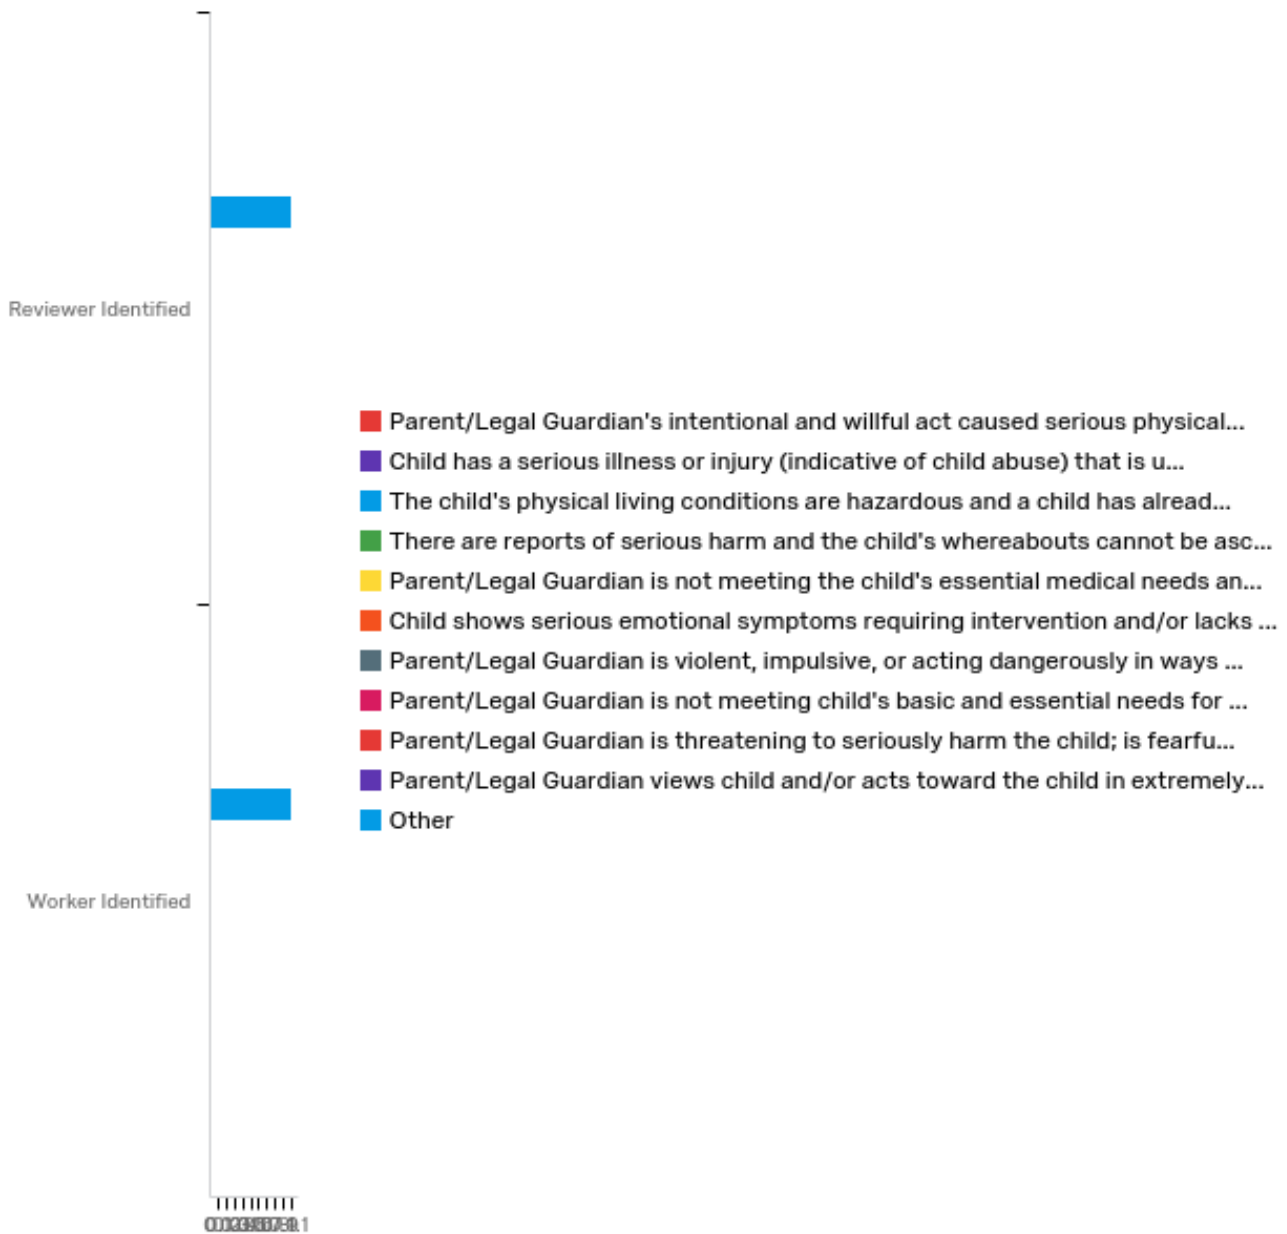 Reviewer Identified
Parent/Legal Guardian's intentional and willful act caused serious physical...
Child has a serious illness or injury (indicative of child abuse) that is u...
The child's physical living conditions are hazardous and a child has alread...
There are reports of serious harm and the child's whereabouts cannot be asc...
Parent/Legal Guardian is not meeting the child's essential medical needs an...
Child shows serious emotional symptoms requiring intervention and/or lacks ...
Parent/Legal Guardian is violent, impulsive, or acting dangerously in ways ...
Parent/Legal Guardian is not meeting child's basic and essential needs for ...
Parent/Legal Guardian is threatening to seriously harm the child; is fearfu...
Parent/Legal Guardian views child and/or acts toward the child in extremely...
Other
Worker Identified